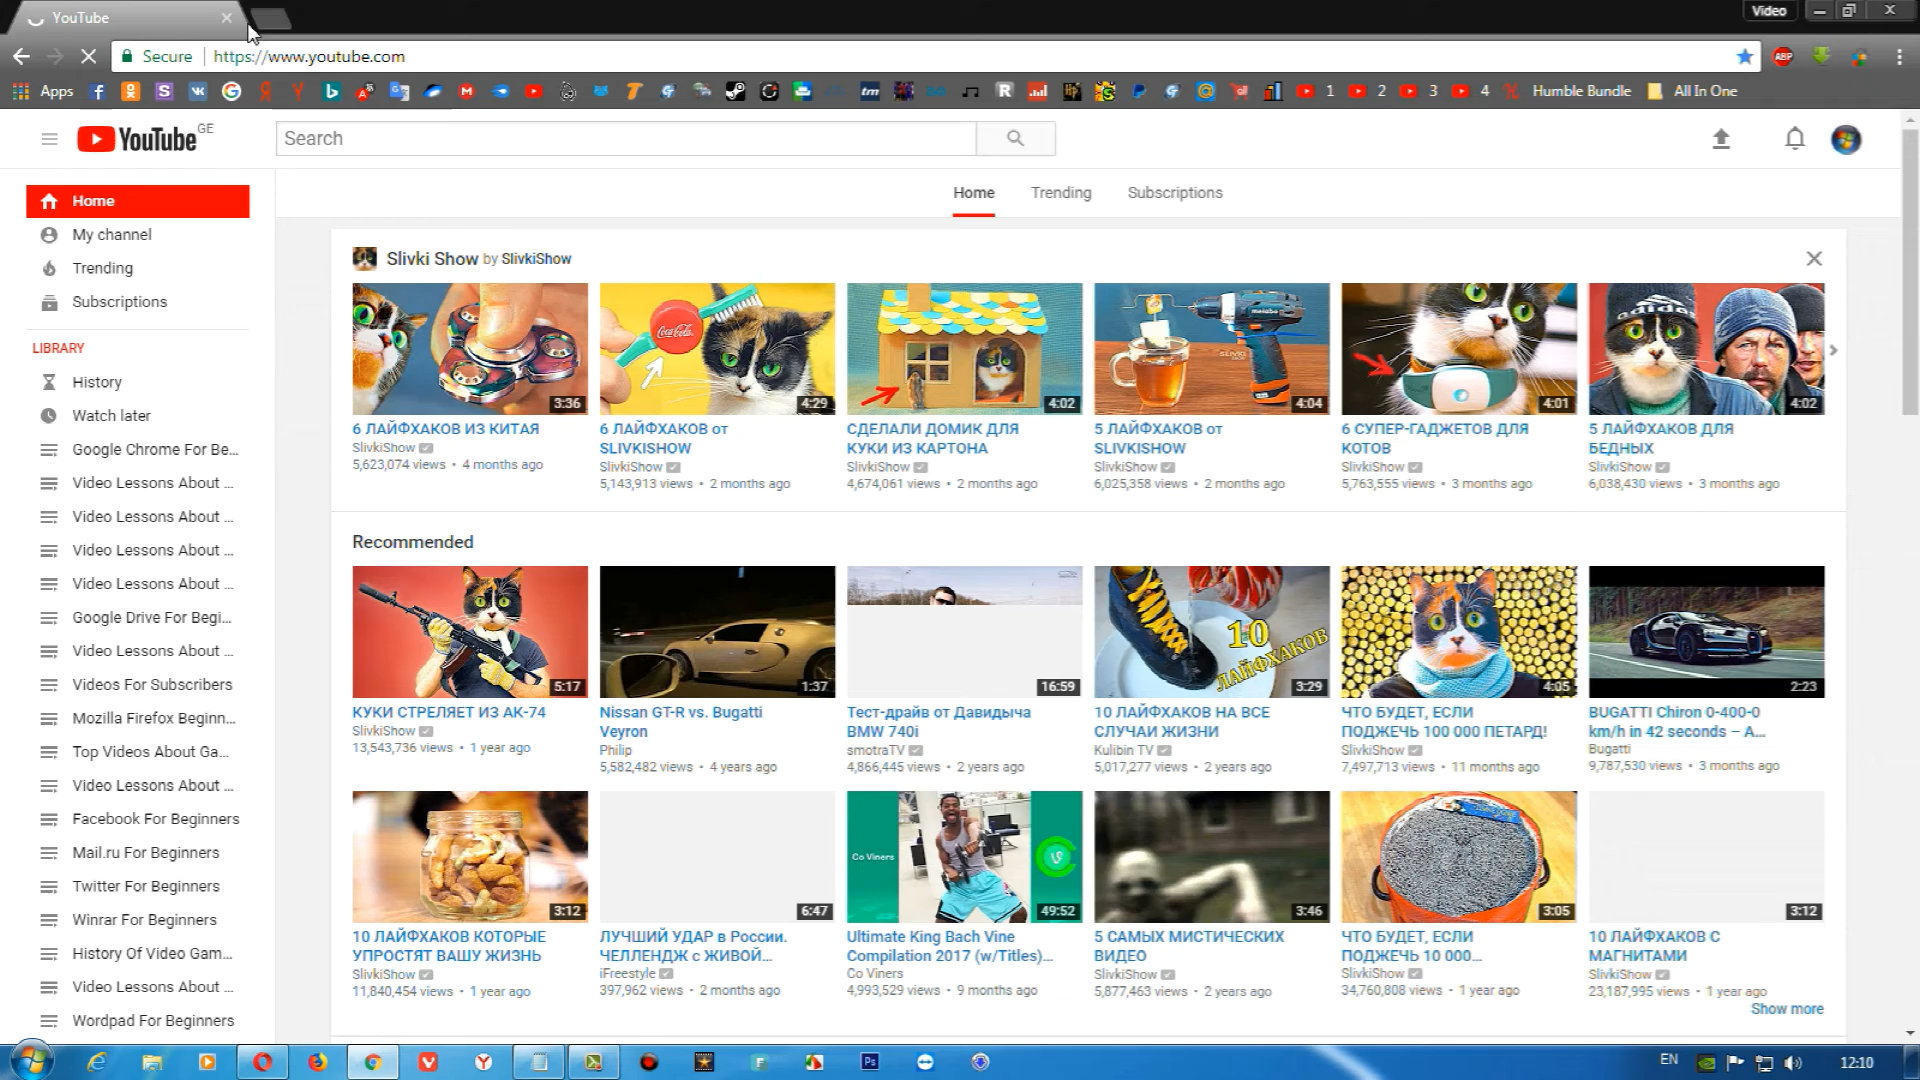 YouTube
Video
Secure
https://www.youtube.com
ABP
Apps
1
2
3
4
Humble Bundle
All In One
YouTube GE
Search
Home
Trending
Subscriptions
Home
My channel
Trending
Subscriptions
LIBRARY
History
Watch later
Google Chrome For Be...
Video Lessons About ...
Video Lessons About ...
Video Lessons About ...
Video Lessons About ...
Google Drive For Begi...
Video Lessons About ...
Videos For Subscribers
Mozilla Firefox Beginn...
Top Videos About Ga...
Video Lessons About ...
Facebook For Beginners
Mail.ru For Beginners
Twitter For Beginners
Winrar For Beginners
History Of Video Gam...
Video Lessons About ...
Wordpad For Beginners
Slivki Show by SlivkiShow
3:36
6 ЛАЙФХАКОВ ИЗ КИТАЯ
SlivkiShow
5,623,074 views • 4 months ago
Coca-Cola
4:29
6 ЛАЙФХАКОВ от
SLIVKISHOW
SlivkiShow
5,143,913 views • 2 months ago
4:02
СДЕЛАЛИ ДОМИК ДЛЯ
КУКИ ИЗ КАРТОНА
SlivkiShow
4,674,061 views • 2 months ago
metabo
4:04
5 ЛАЙФХАКОВ от
SLIVKISHOW
SlivkiShow
6,025,358 views • 2 months ago
4:01
6 СУПЕР-ГАДЖЕТОВ ДЛЯ
КОТОВ
SlivkiShow
5,763,555 views • 3 months ago
adidas
4:02
5 ЛАЙФХАКОВ ДЛЯ
БЕДНЫХ
SlivkiShow
6,038,430 views • 3 months ago
Recommended
5:17
КУКИ СТРЕЛЯЕТ ИЗ АК-74
SlivkiShow
13,543,736 views • 1 year ago
1:37
Nissan GT-R vs. Bugatti
Veyron
Philip
5,582,482 views • 4 years ago
16:59
Тест-драйв от Давидыча
BMW 740i
smotraTV
4,866,445 views • 2 years ago
10
ЛАЙФХАКОВ
3:29
10 ЛАЙФХАКОВ НА ВСЕ
СЛУЧАИ ЖИЗНИ
Kulibin TV
5,017,277 views • 2 years ago
4:05
ЧТО БУДЕТ, ЕСЛИ
ПОДЖЕЧЬ 100 000 ПЕТАРД!
SlivkiShow
7,497,713 views • 11 months ago
2:23
BUGATTI Chiron 0-400-0
km/h in 42 seconds – A...
Bugatti
9,787,530 views • 3 months ago
3:12
10 ЛАЙФХАКОВ КОТОРЫЕ
УПРОСТЯТ ВАШУ ЖИЗНЬ
SlivkiShow
11,840,454 views • 1 year ago
6:47
ЛУЧШИЙ УДАР в России.
ЧЕЛЛЕНДЖ с ЖИВОЙ...
iFreestyle
397,962 views • 2 months ago
Co Viners
49:52
Ultimate King Bach Vine
Compilation 2017 (w/Titles)...
Co Viners
4,993,529 views • 9 months ago
3:46
5 САМЫХ МИСТИЧЕСКИХ
ВИДЕО
SlivkiShow
5,877,463 views • 2 years ago
3:05
ЧТО БУДЕТ, ЕСЛИ
ПОДЖЕЧЬ 10 000...
SlivkiShow
34,760,808 views • 1 year ago
3:12
10 ЛАЙФХАКОВ С
МАГНИТАМИ
SlivkiShow
23,187,995 views • 1 year ago
Show more
EN
12:10